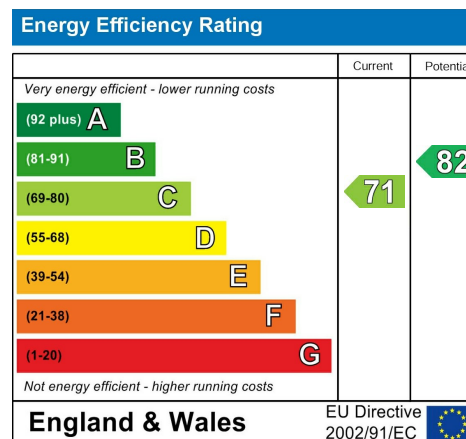 Energy Efficiency Rating
Current Potentia
Very energy efficient - lower running costs
(92 plus) A
(81-91) B
82
(69-80) C
71
(55-68) D
(39-54) E
(21-38) F
(1-20) G
Not energy efficient - higher running costs
England & Wales
EU Directive
2002/91/EC